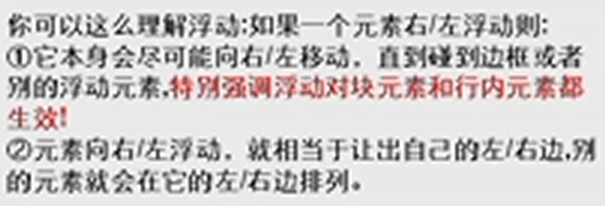 你可以这么理解浮动:如果一个元素右/左浮动则:
①它本身会尽可能向右/左移动，直到碰到边框或者
别的浮动元素,特别强调浮动对块元素和行内元素都
生效!
②元素向右/左浮动，就相当于让出自己的左/右边,别
的元素就会在它的左/右边排列。